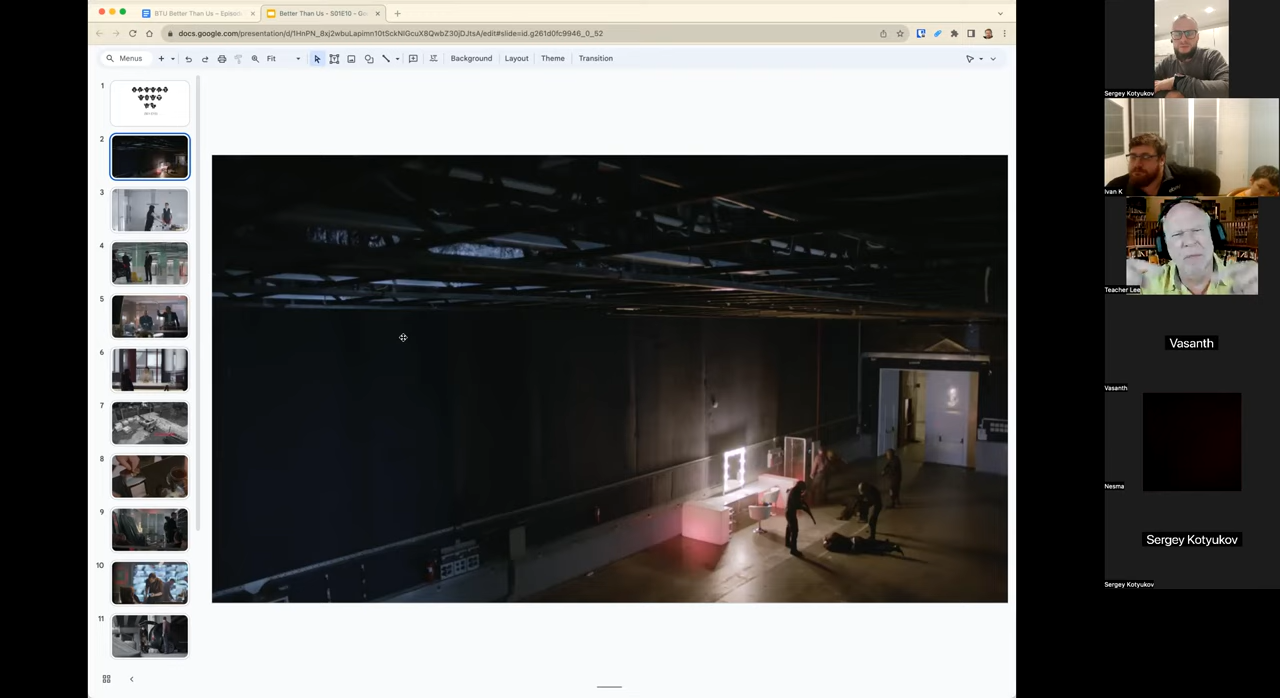 BTU Better Than Us – Episod
Better Than Us - S01E10 - Go
docs.google.com/presentation/d/1HnPN_8xj2wbuLapimn10tSckNIGcuX8QwbZ30jDJtsA/edit#slide=id.g261d0fc9946_0_52
Menus
Fit
Background
Layout
Theme
Transition
1
2
3
4
5
6
7
8
9
10
11
Sergey Kotyukov
Ivan K
Teacher Lee
Vasanth
Vasanth
Nesma
Sergey Kotyukov
Sergey Kotyukov